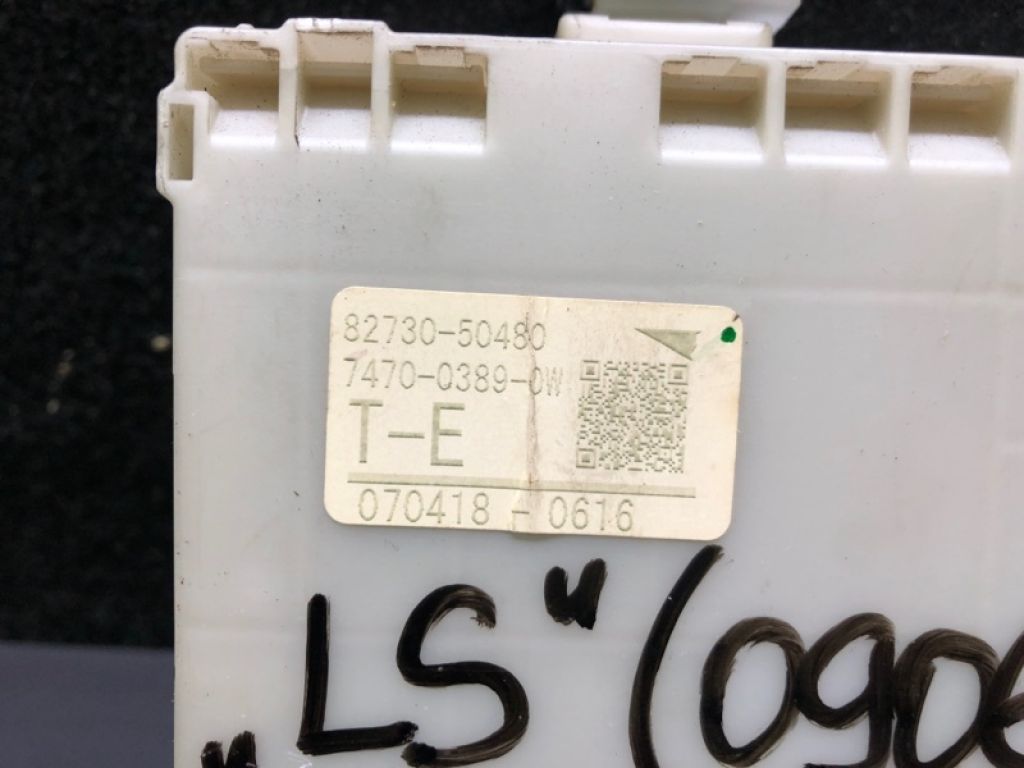 82730-50480
7470-0389-0W
T-E
070418 - 0616
"LS" (090